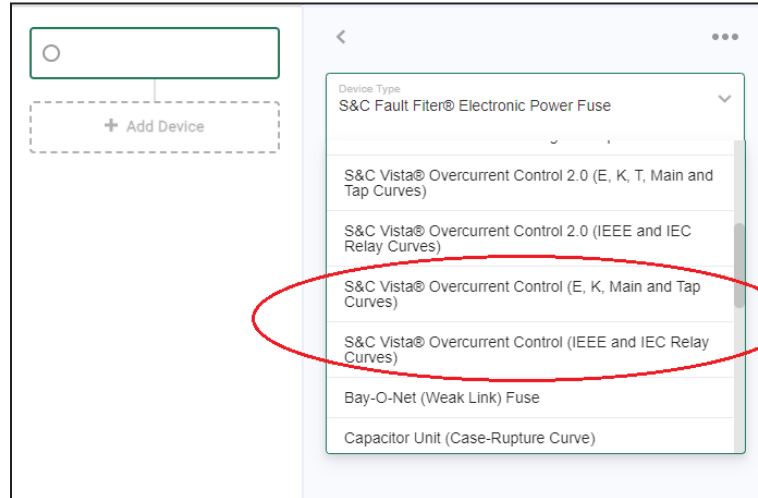 + Add Device
Device Type
S&C Fault Fiter® Electronic Power Fuse
S&C Vista® Overcurrent Control 2.0 (E, K, T, Main and
Tap Curves)
S&C Vista® Overcurrent Control 2.0 (IEEE and IEC
Relay Curves)
S&C Vista® Overcurrent Control (E, K, Main and Tap
Curves)
S&C Vista® Overcurrent Control (IEEE and IEC Relay
Curves)
Bay-O-Net (Weak Link) Fuse
Capacitor Unit (Case-Rupture Curve)